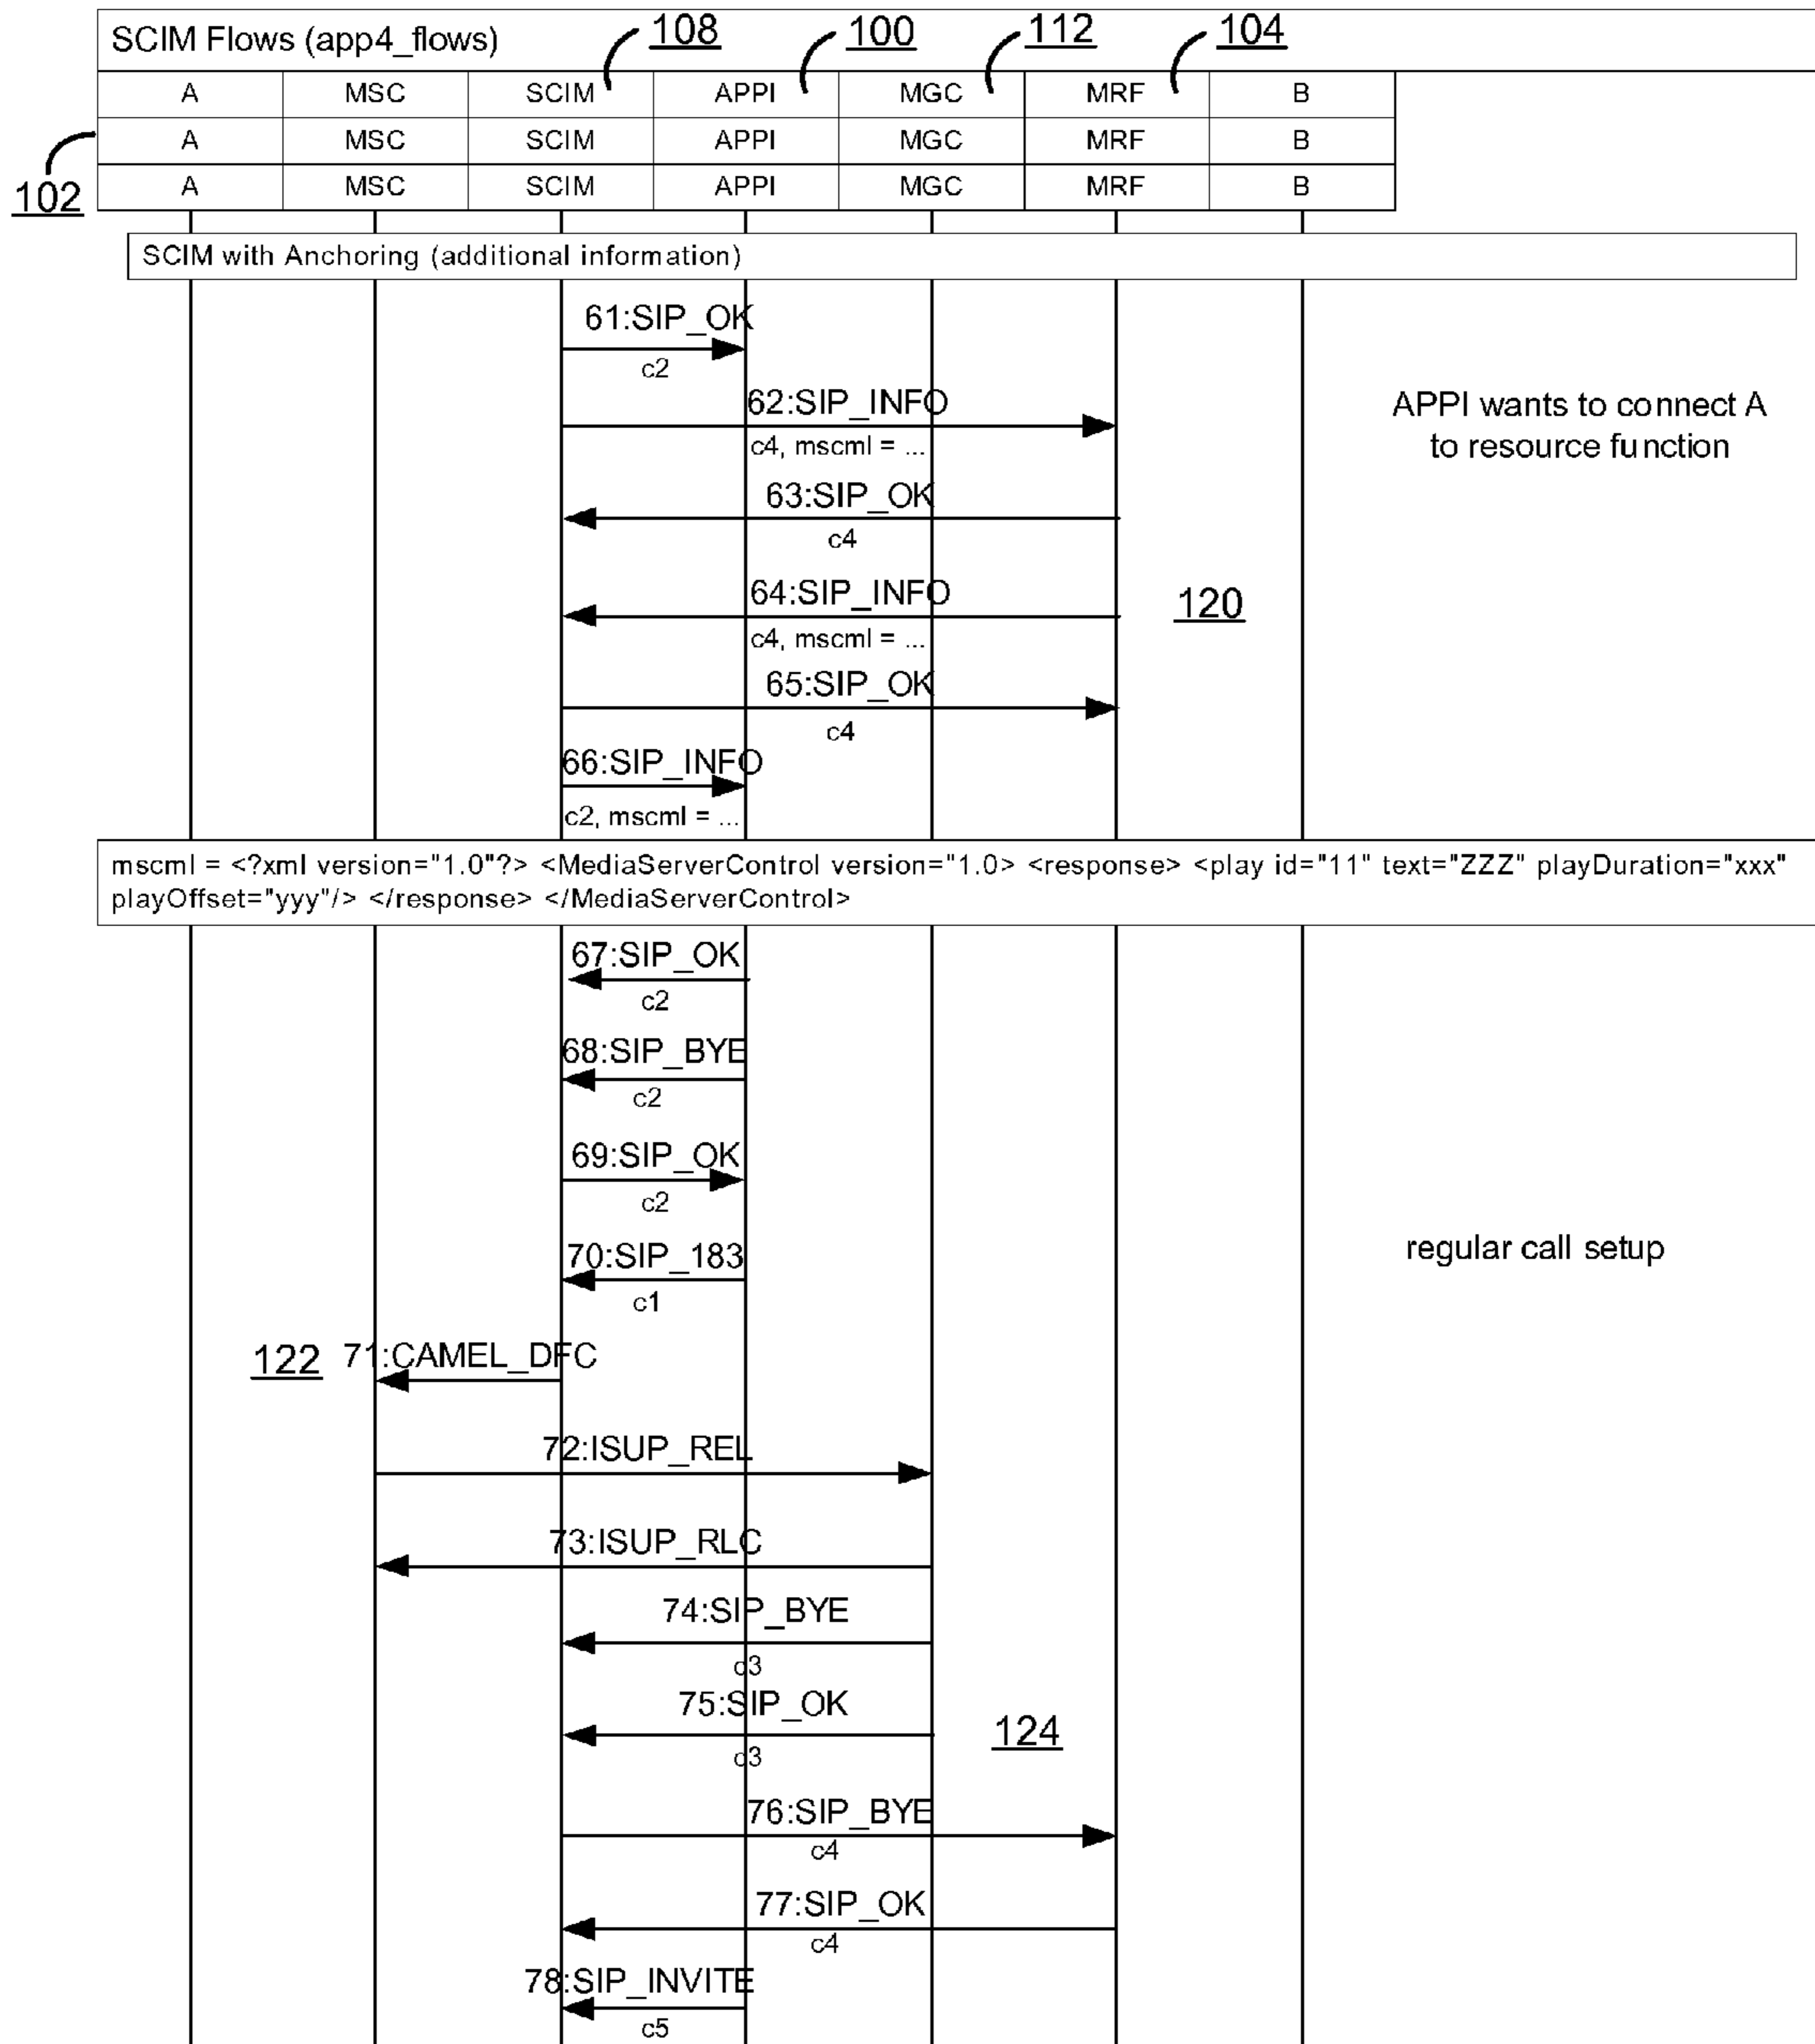 SCIM Flows (app4_flows)
108
100
112
104
A MSC SCIM APPI MGC MRF B
A MSC SCIM APPI MGC MRF B
A MSC SCIM APPI MGC MRF B
102
SCIM with Anchoring (additional information)
61:SIP_OK
c2
62:SIP_INFO
c4, mscml = ...
APPI wants to connect A
to resource function
63:SIP_OK
c4
64:SIP_INFO
c4, mscml = ...
120
65:SIP_OK
c4
66:SIP_INFO
c2, mscml = ...
mscml = <?xml version="1.0"?> <MediaServerControl version="1.0> <response> <play id="11" text="ZZZ" playDuration="xxx"
playOffset="yyy"/> </response> </MediaServerControl>
67:SIP_OK
c2
68:SIP_BYE
c2
69:SIP_OK
c2
70:SIP_183
c1
regular call setup
122
71:CAMEL_DFC
72:ISUP_REL
73:ISUP_RLC
74:SIP_BYE
c3
75:SIP_OK
c3
124
76:SIP_BYE
c4
77:SIP_OK
c4
78:SIP_INVITE
c5